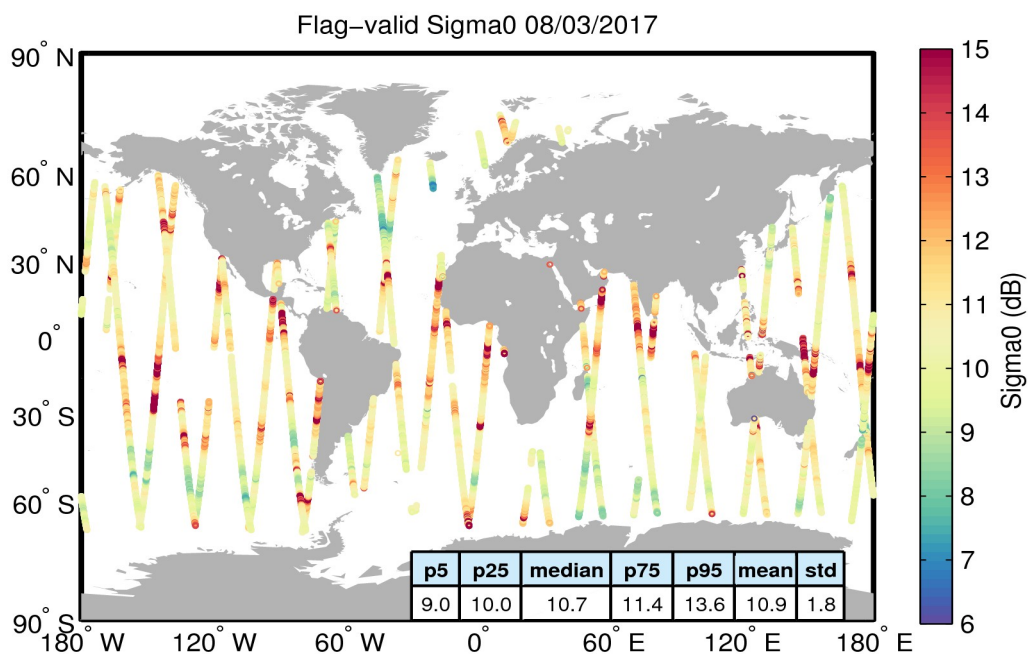 Flag-valid Sigma0 08/03/2017
90° N
60° N
30° N
0°
30° S
60° S
90° S
180° W
120° W
60° W
0°
60° E
120° E
180° E
p5 p25 median p75 p95 mean std
9.0 10.0 10.7 11.4 13.6 10.9 1.8
15
14
13
12
11
10
9
8
7
6
Sigma0 (dB)